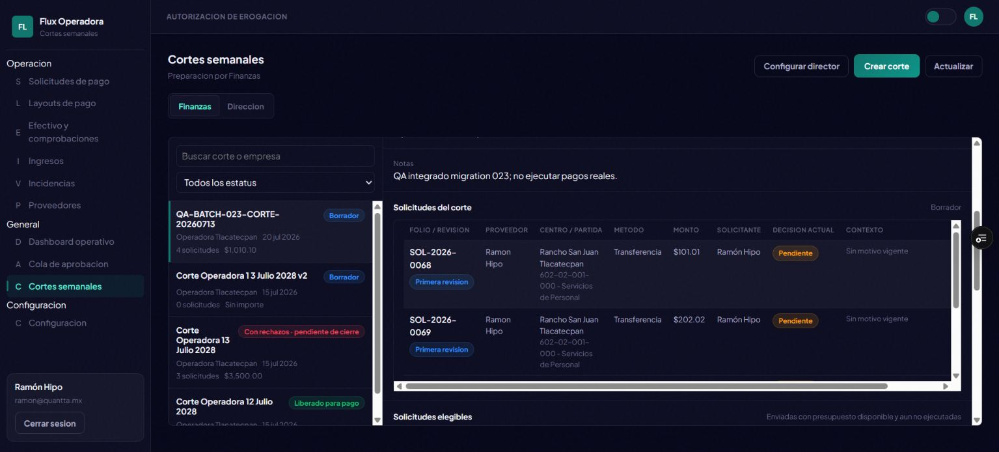 FL
Flux Operadora
Cortes semanales
Operacion
S Solicitudes de pago
L Layouts de pago
E Efectivo y
comprobaciones
I Ingresos
V Incidencias
P Proveedores
General
D Dashboard operativo
A Cola de aprobacion
C Cortes semanales
Configuracion
C Configuracion
Ramón Hipo
ramon@quantta.mx
Cerrar sesion
AUTORIZACION DE EROGACION
FL
Cortes semanales
Preparacion por Finanzas
Configurar director
Crear corte
Actualizar
Finanzas
Direccion
Buscar corte o empresa
Todos los estatus
QA-BATCH-023-CORTE-
20260713
Borrador
Operadora Tlacatecpan 20 jul 2026
4 solicitudes $1,010.10
Corte Operadora 1 3 Julio 2028 v2
Borrador
Operadora Tlacatecpan 15 jul 2026
0 solicitudes Sin importe
Corte
Operadora 13
Julio 2028
Con rechazos · pendiente de cierre
Operadora Tlacatecpan 15 jul 2026
3 solicitudes $3,500.00
Corte Operadora 12 Julio
2028
Liberado para pago
Operadora Tlacatecpan 15 jul 2026
Notas
QA integrado migration 023; no ejecutar pagos reales.
Solicitudes del corte
Borrador
FOLIO / REVISION PROVEEDOR CENTRO / PARTIDA METODO MONTO SOLICITANTE DECISION ACTUAL CONTEXTO
SOL-2026-
0068
Primera revision
Ramon
Hipo
Rancho San Juan
Tlacatecpan
602-02-001-
000 - Servicios
de Personal
Transferencia
$101.01
Ramón Hipo
Pendiente
Sin motivo vigente
SOL-2026-
0069
Primera revision
Ramon
Hipo
Rancho San Juan
Tlacatecpan
602-02-001-
000 - Servicios
de Personal
Transferencia
$202.02
Ramón Hipo
Pendiente
Sin motivo vigente
Solicitudes elegibles
Enviadas con presupuesto disponible y aun no ejecutadas